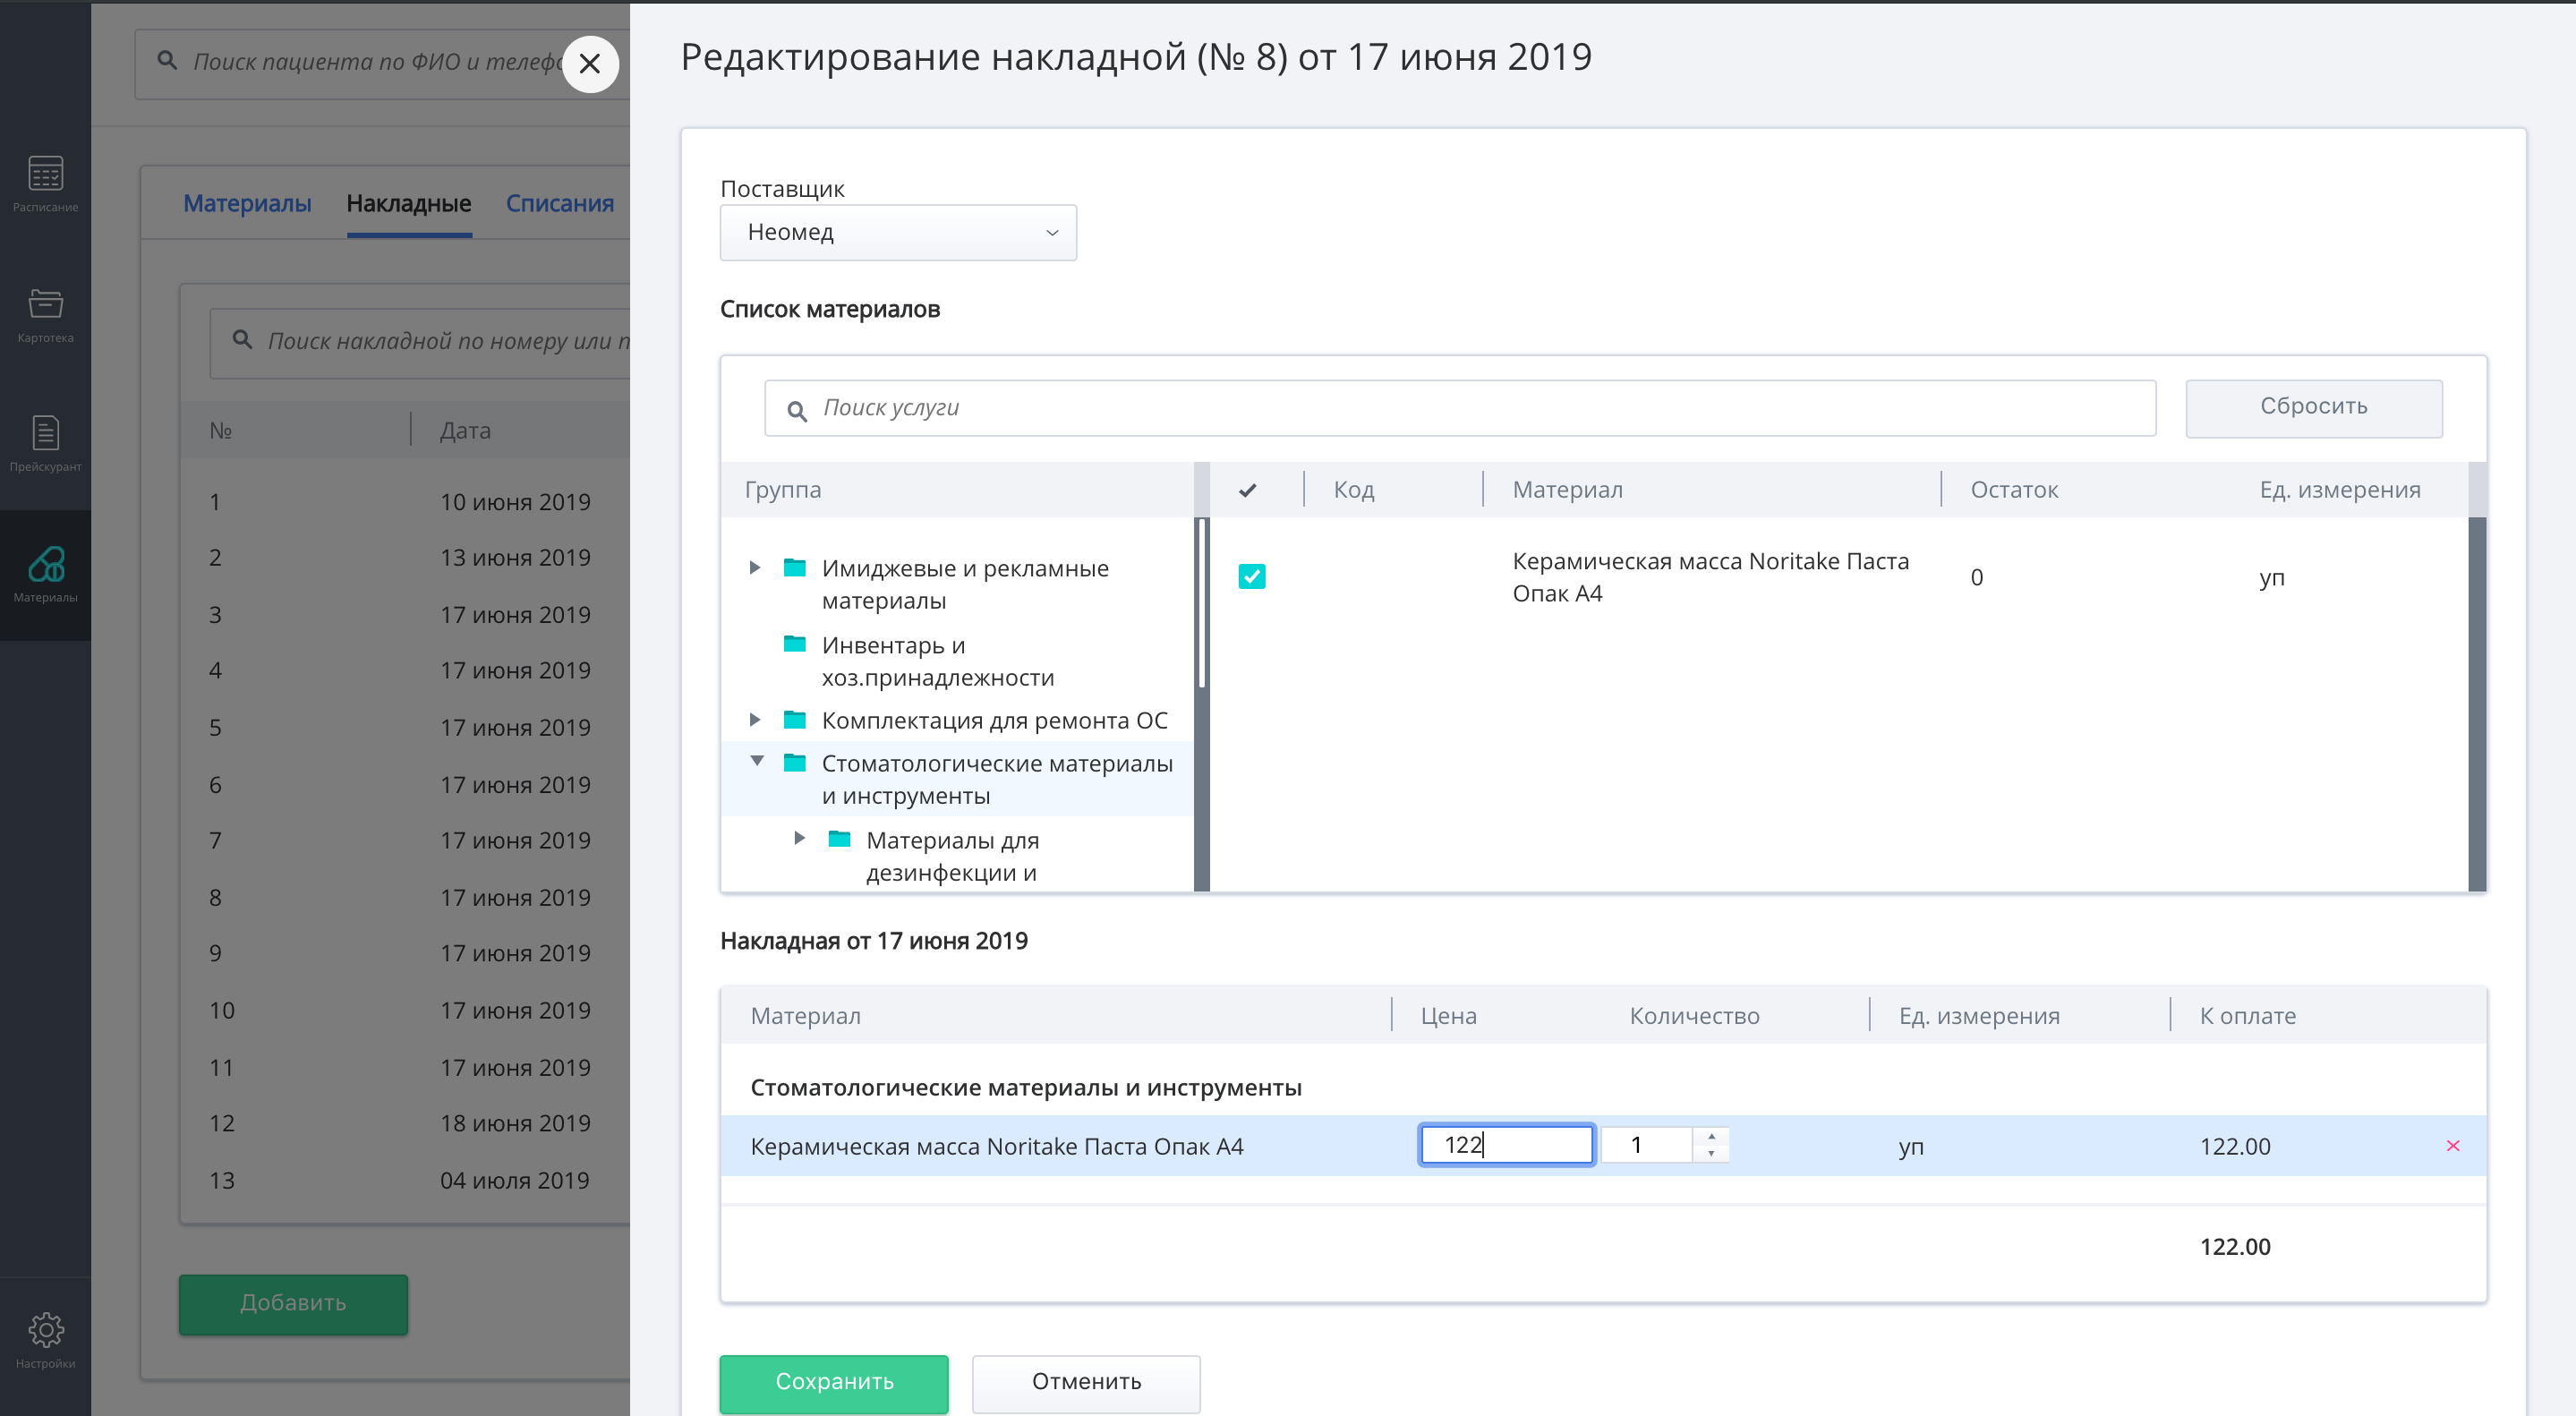 Поиск пациента по ФИО и телефо
Расписание
Картотека
Прейскурант
Материалы
Настройки
Материалы Накладные Списания
Поиск накладной по номеру или п
№ Дата
1 10 июня 2019
2 13 июня 2019
3 17 июня 2019
4 17 июня 2019
5 17 июня 2019
6 17 июня 2019
7 17 июня 2019
8 17 июня 2019
9 17 июня 2019
10 17 июня 2019
11 17 июня 2019
12 18 июня 2019
13 04 июля 2019
Добавить
Редактирование накладной (№ 8) от 17 июня 2019
Поставщик
Неомед
Список материалов
Поиск услуги
Сбросить
Группа
Имиджевые и рекламные
материалы
Инвентарь и
хоз.принадлежности
Комплектация для ремонта ОС
Стоматологические материалы
и инструменты
Материалы для
дезинфекции и
Код Материал Остаток Ед. измерения
Керамическая масса Noritake Паста
Опак А4
0 уп
Накладная от 17 июня 2019
Материал Цена Количество Ед. измерения К оплате
Стоматологические материалы и инструменты
Керамическая масса Noritake Паста Опак А4 122 1 уп 122.00
122.00
Сохранить Отменить